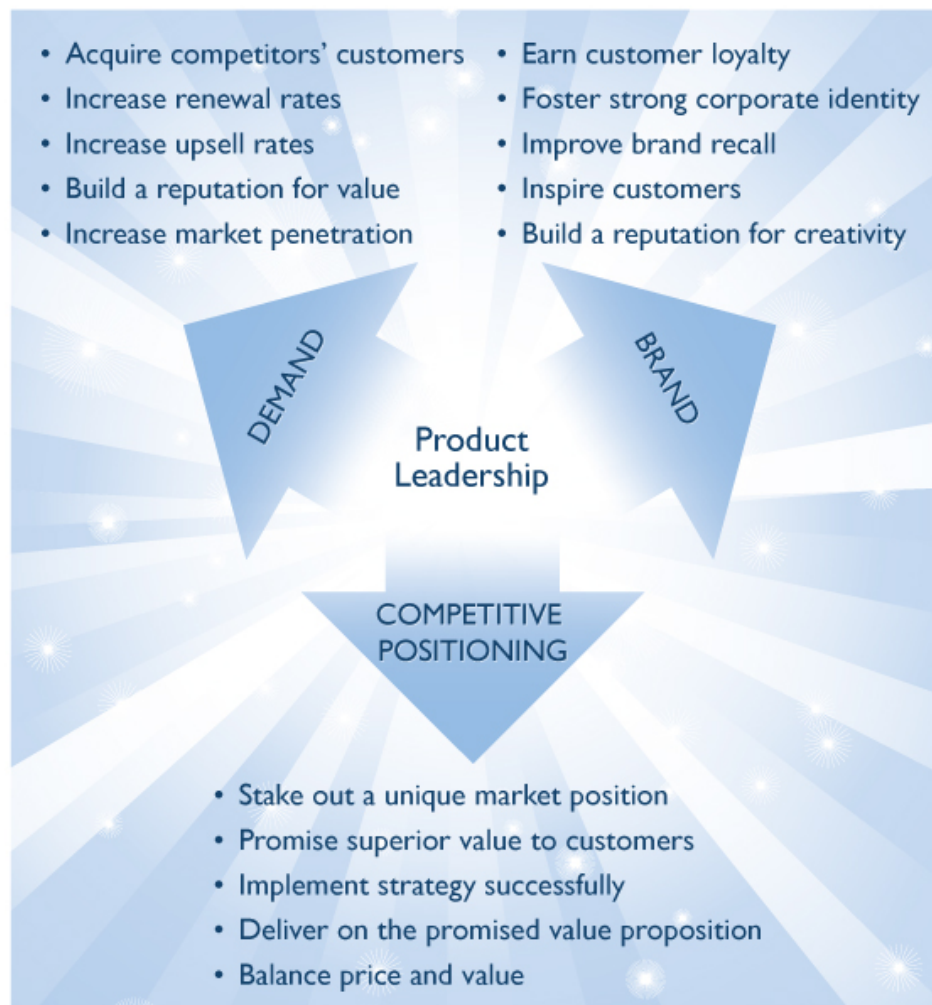 • Acquire competitors' customers
• Increase renewal rates
• Increase upsell rates
• Build a reputation for value
• Increase market penetration
• Earn customer loyalty
• Foster strong corporate identity
• Improve brand recall
• Inspire customers
• Build a reputation for creativity
DEMAND
BRAND
Product
Leadership
COMPETITIVE
POSITIONING
• Stake out a unique market position
• Promise superior value to customers
• Implement strategy successfully
• Deliver on the promised value proposition
• Balance price and value